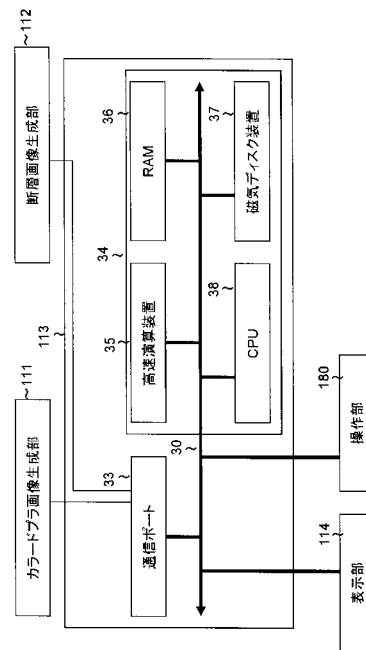 カラードプラ画像生成部
111
断層画像生成部
112
113
通信ポート
33
高速演算装置
35
34
RAM
36
30
CPU
38
磁気ディスク装置
37
表示部
114
操作部
180